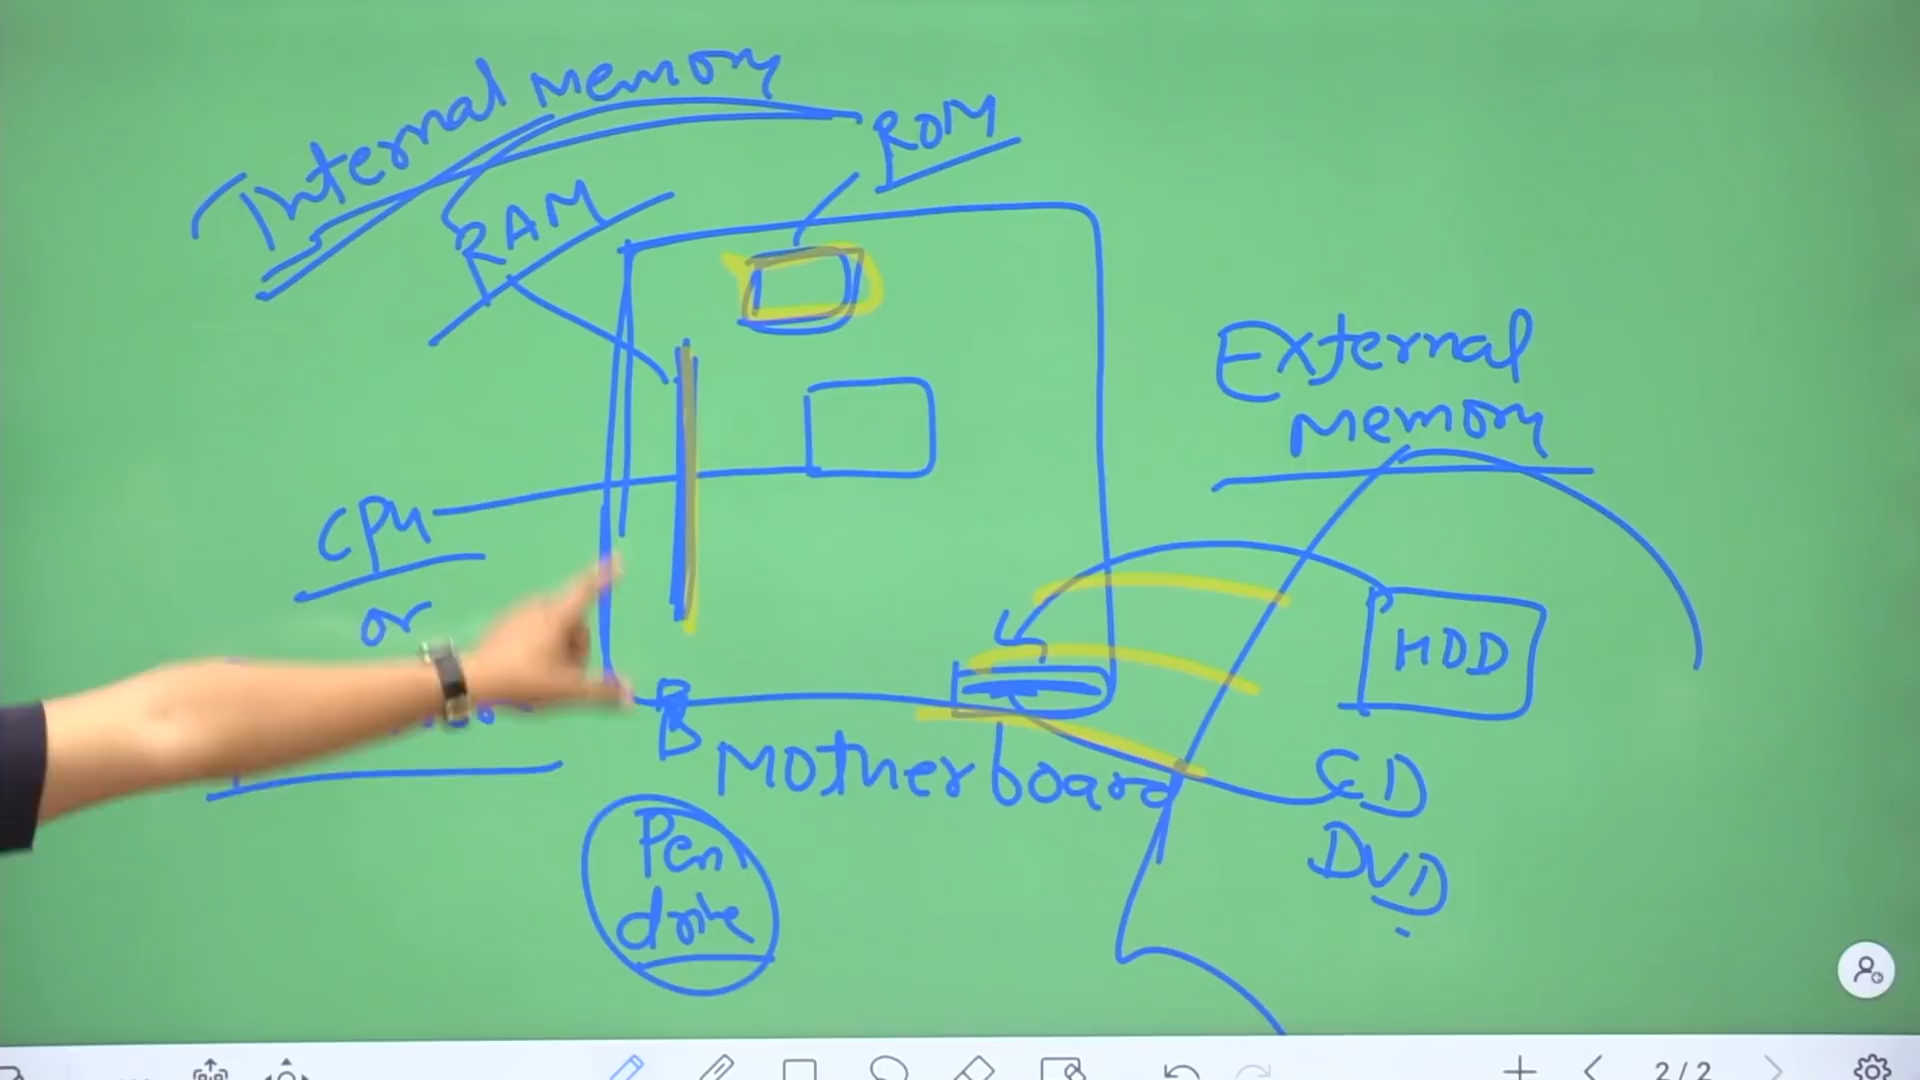 Internal Memory
ROM
RAM
External
Memory
CPU
or
HDD
Motherboard
CD
DVD
Pen
drive
2/2